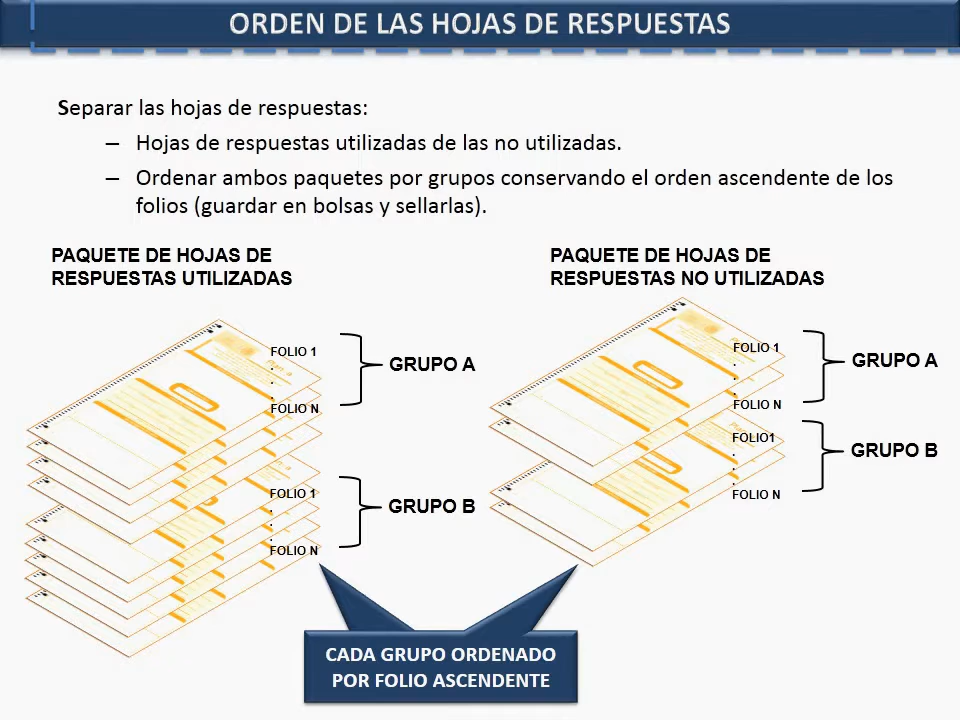 ORDEN DE LAS HOJAS DE RESPUESTAS
Separar las hojas de respuestas:
– Hojas de respuestas utilizadas de las no utilizadas.
– Ordenar ambos paquetes por grupos conservando el orden ascendente de los
folios (guardar en bolsas y sellarlas).
PAQUETE DE HOJAS DE
RESPUESTAS UTILIZADAS
FOLIO 1
.
.
.
FOLIO N
GRUPO A
FOLIO 1
.
.
.
FOLIO N
GRUPO B
PAQUETE DE HOJAS DE
RESPUESTAS NO UTILIZADAS
FOLIO 1
.
.
.
FOLIO N
GRUPO A
FOLIO1
.
.
.
FOLIO N
GRUPO B
CADA GRUPO ORDENADO
POR FOLIO ASCENDENTE